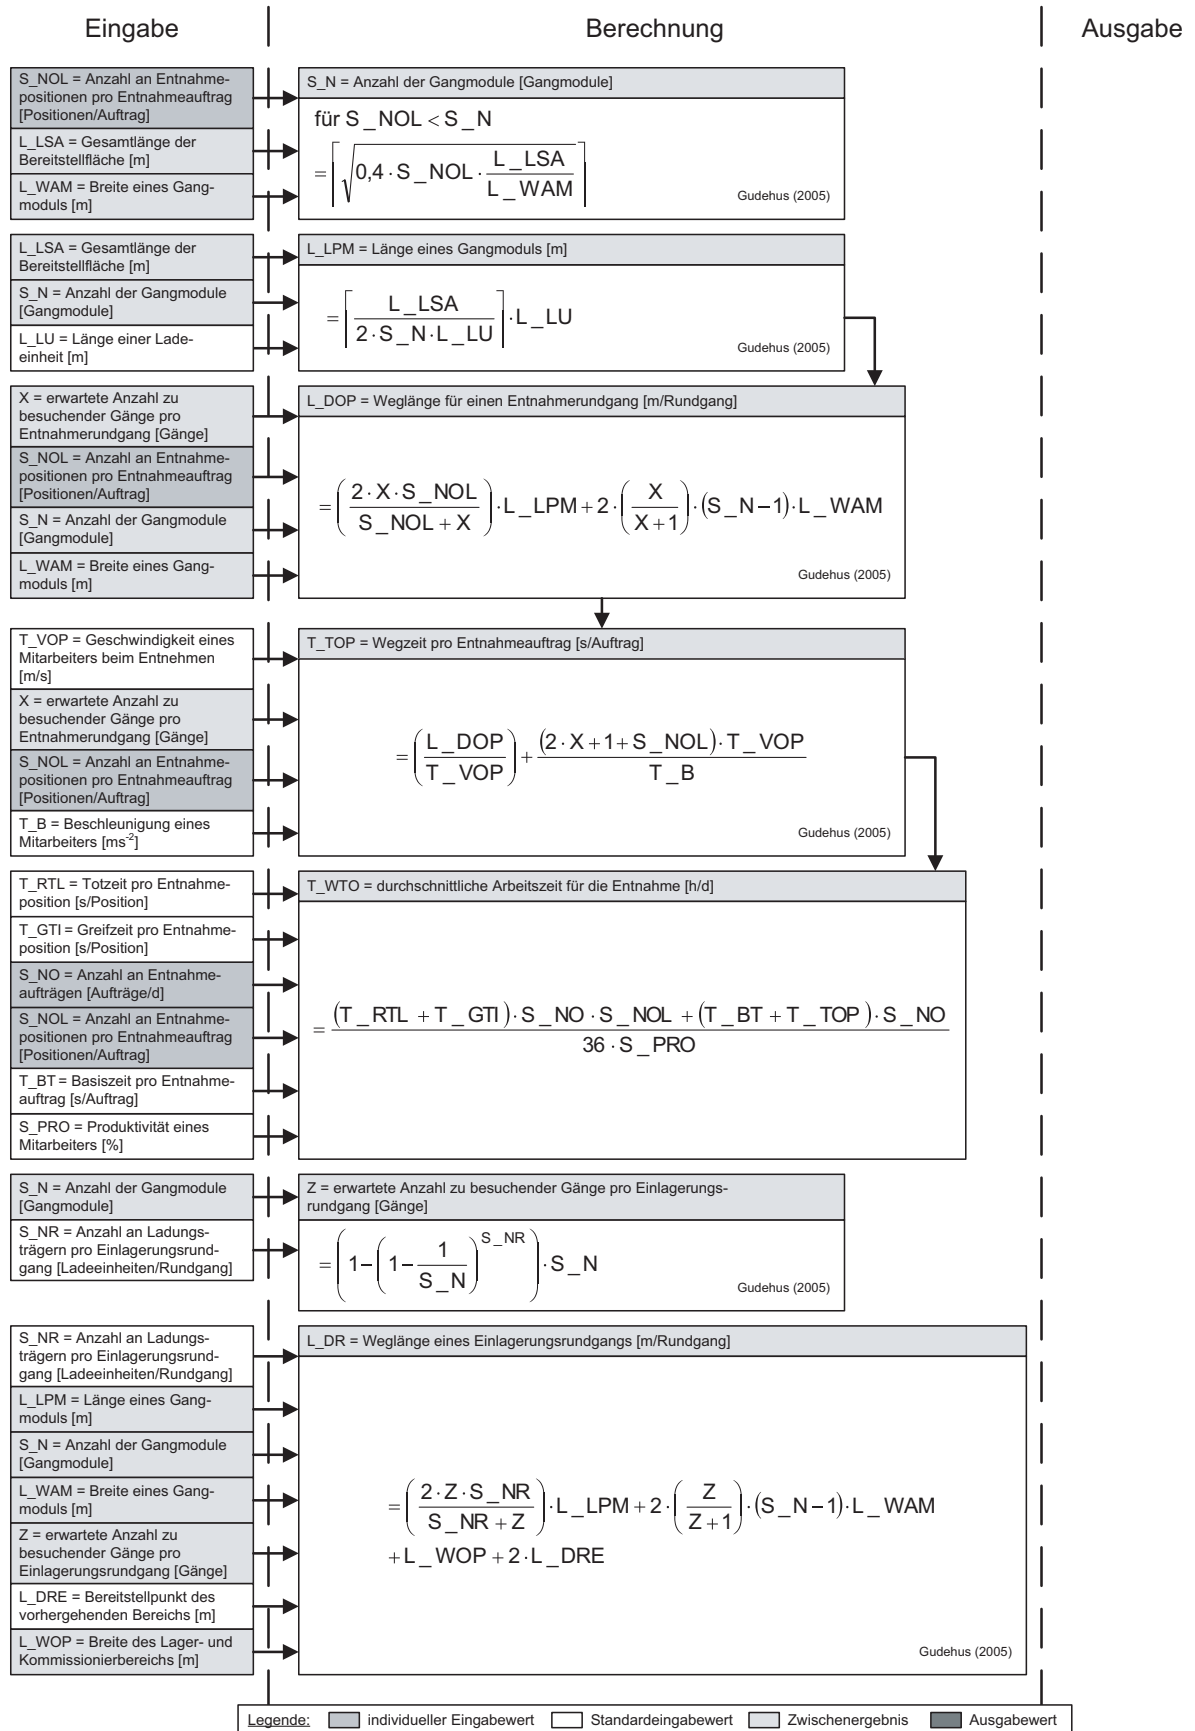 Eingabe
Berechnung
Ausgabe
S_NOL = Anzahl an Entnahme-
positionen pro Entnahmeauftrag
[Positionen/Auftrag]
L_LSA = Gesamtlänge der
Bereitstellfläche [m]
L_WAM = Breite eines Gang-
moduls [m]
S_N = Anzahl der Gangmodule [Gangmodule]
für S_NOL < S_N
= ⌈√(0,4 · S_NOL · L_LSA / L_WAM)⌉
Gudehus (2005)
L_LSA = Gesamtlänge der
Bereitstellfläche [m]
S_N = Anzahl der Gangmodule
[Gangmodule]
L_LU = Länge einer Lade-
einheit [m]
L_LPM = Länge eines Gangmoduls [m]
= ⌈L_LSA / (2 · S_N · L_LU)⌉ · L_LU
Gudehus (2005)
X = erwartete Anzahl zu
besuchender Gänge pro
Entnahmerundgang [Gänge]
S_NOL = Anzahl an Entnahme-
positionen pro Entnahmeauftrag
[Positionen/Auftrag]
S_N = Anzahl der Gangmodule
[Gangmodule]
L_WAM = Breite eines Gang-
moduls [m]
L_DOP = Weglänge für einen Entnahmerundgang [m/Rundgang]
= (2 · X · S_NOL / (S_NOL + X)) · L_LPM + 2 · (X / (X + 1)) · (S_N − 1) · L_WAM
Gudehus (2005)
T_VOP = Geschwindigkeit eines
Mitarbeiters beim Entnehmen
[m/s]
X = erwartete Anzahl zu
besuchender Gänge pro
Entnahmerundgang [Gänge]
S_NOL = Anzahl an Entnahme-
positionen pro Entnahmeauftrag
[Positionen/Auftrag]
T_B = Beschleunigung eines
Mitarbeiters [ms⁻²]
T_TOP = Wegzeit pro Entnahmeauftrag [s/Auftrag]
= (L_DOP / T_VOP) + (2 · X + 1 + S_NOL) · T_VOP / T_B
Gudehus (2005)
T_RTL = Totzeit pro Entnahme-
position [s/Position]
T_GTI = Greifzeit pro Entnahme-
position [s/Position]
S_NO = Anzahl an Entnahme-
aufträgen [Aufträge/d]
S_NOL = Anzahl an Entnahme-
positionen pro Entnahmeauftrag
[Positionen/Auftrag]
T_BT = Basiszeit pro Entnahme-
auftrag [s/Auftrag]
S_PRO = Produktivität eines
Mitarbeiters [%]
T_WTO = durchschnittliche Arbeitszeit für die Entnahme [h/d]
= ((T_RTL + T_GTI) · S_NO · S_NOL + (T_BT + T_TOP) · S_NO) / (36 · S_PRO)
S_N = Anzahl der Gangmodule
[Gangmodule]
S_NR = Anzahl an Ladungs-
trägern pro Einlagerungsrund-
gang [Ladeeinheiten/Rundgang]
Z = erwartete Anzahl zu besuchender Gänge pro Einlagerungs-
rundgang [Gänge]
= (1 − (1 − 1 / S_N)^S_NR) · S_N
Gudehus (2005)
S_NR = Anzahl an Ladungs-
trägern pro Einlagerungsrund-
gang [Ladeeinheiten/Rundgang]
L_LPM = Länge eines Gang-
moduls [m]
S_N = Anzahl der Gangmodule
[Gangmodule]
L_WAM = Breite eines Gang-
moduls [m]
Z = erwartete Anzahl zu
besuchender Gänge pro
Einlagerungsrundgang [Gänge]
L_DRE = Bereitstellpunkt des
vorhergehenden Bereichs [m]
L_WOP = Breite des Lager- und
Kommissionierbereichs [m]
L_DR = Weglänge eines Einlagerungsrundgangs [m/Rundgang]
= (2 · Z · S_NR / (S_NR + Z)) · L_LPM + 2 · (Z / (Z + 1)) · (S_N − 1) · L_WAM
+ L_WOP + 2 · L_DRE
Gudehus (2005)
Legende: individueller Eingabewert Standardeingabewert Zwischenergebnis Ausgabewert